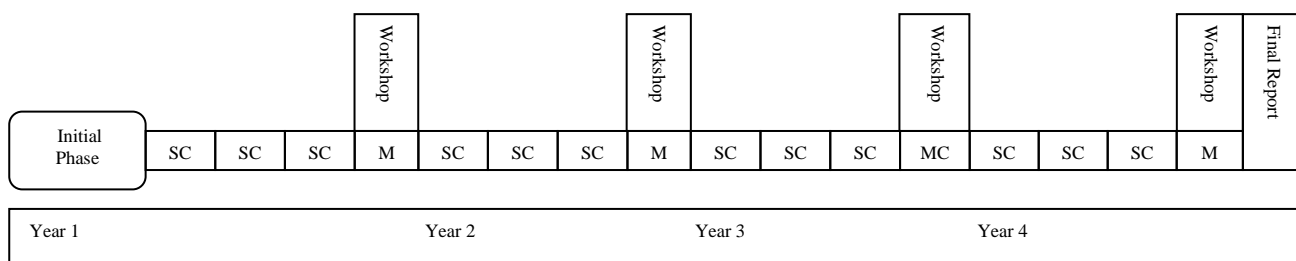 Workshop
Workshop
Workshop
Workshop
Final Report
Initial
Phase
SC SC SC M SC SC SC M SC SC SC MC SC SC SC M
Year 1 Year 2 Year 3 Year 4